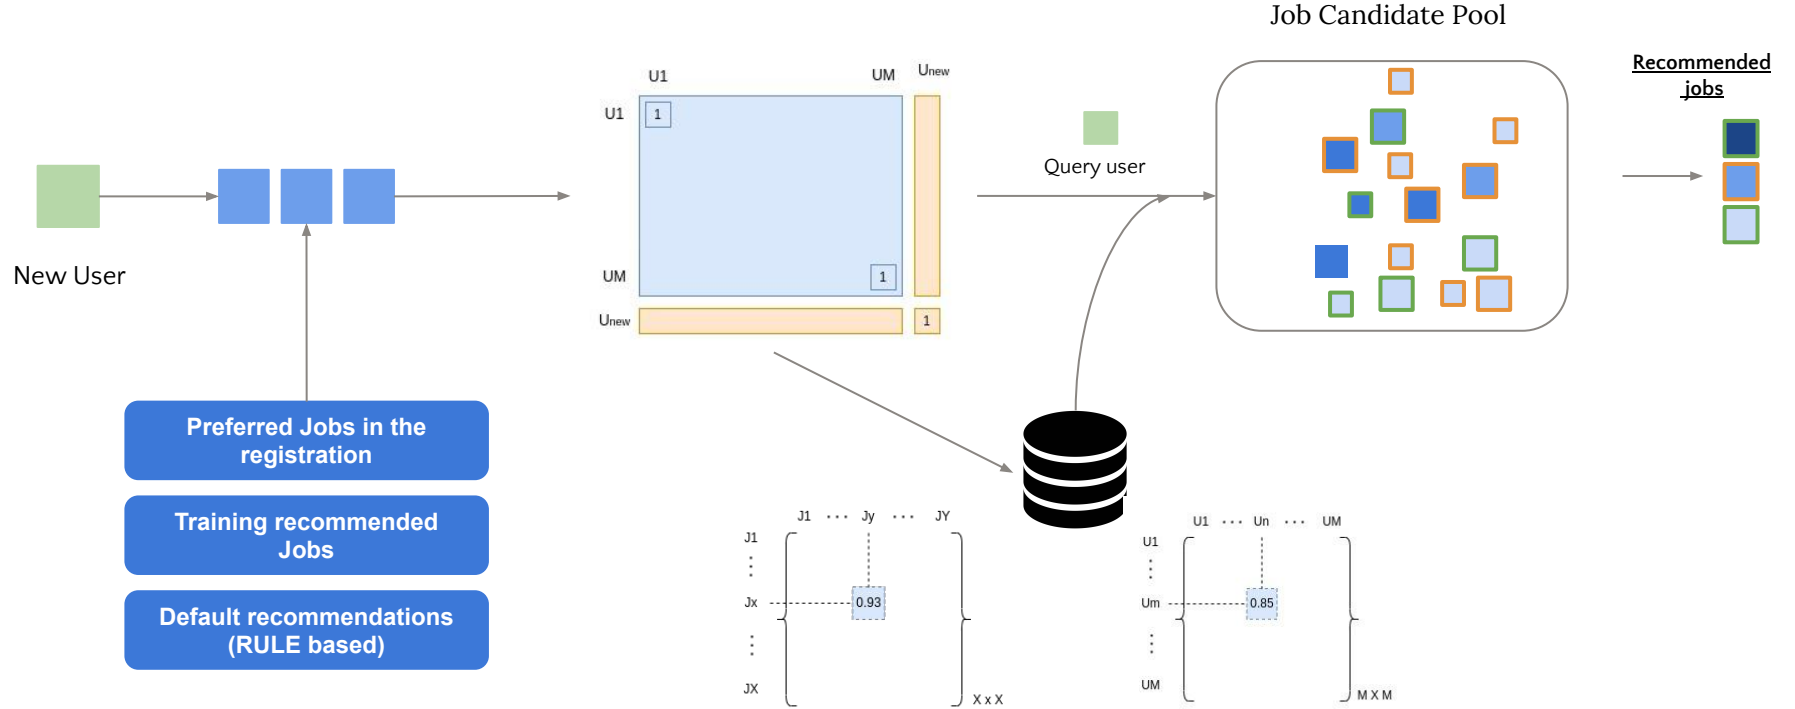 Job Candidate Pool
Recommended
jobs
U1
UM
Unew
U1
1
Query user
New User
UM
1
Unew
1
Preferred Jobs in the
registration
Training recommended
Jobs
Default recommendations
(RULE based)
J1 ··· Jy ··· JY
J1
⋮
Jx
0.93
⋮
JX
X x X
U1 ··· Un ··· UM
U1
⋮
Um
0.85
⋮
UM
M X M